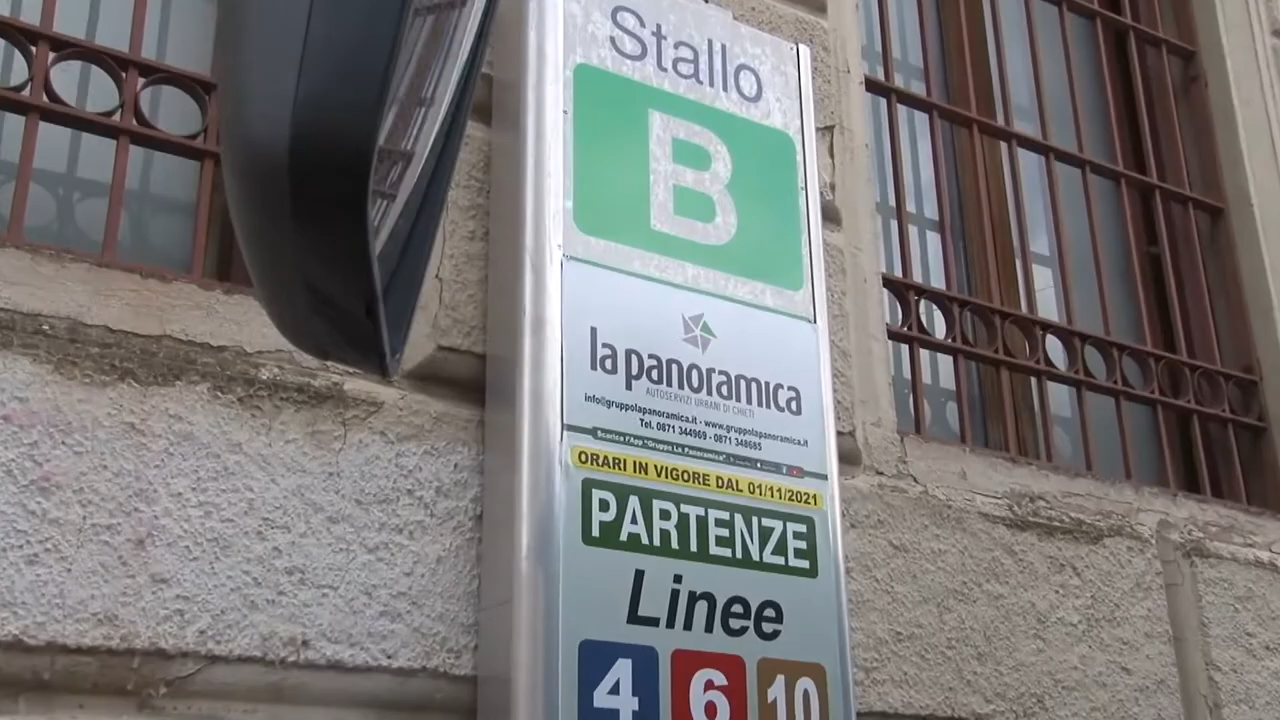 Stallo
B
la panoramica
AUTOSERVIZI URBANI DI CHIETI
info@gruppolapanoramica.it - www.gruppolapanoramica.it
Tel. 0871 344969 - 0871 348685
Scarica l'App "Gruppo La Panoramica"
ORARI IN VIGORE DAL 01/11/2021
PARTENZE
Linee
4 6 10